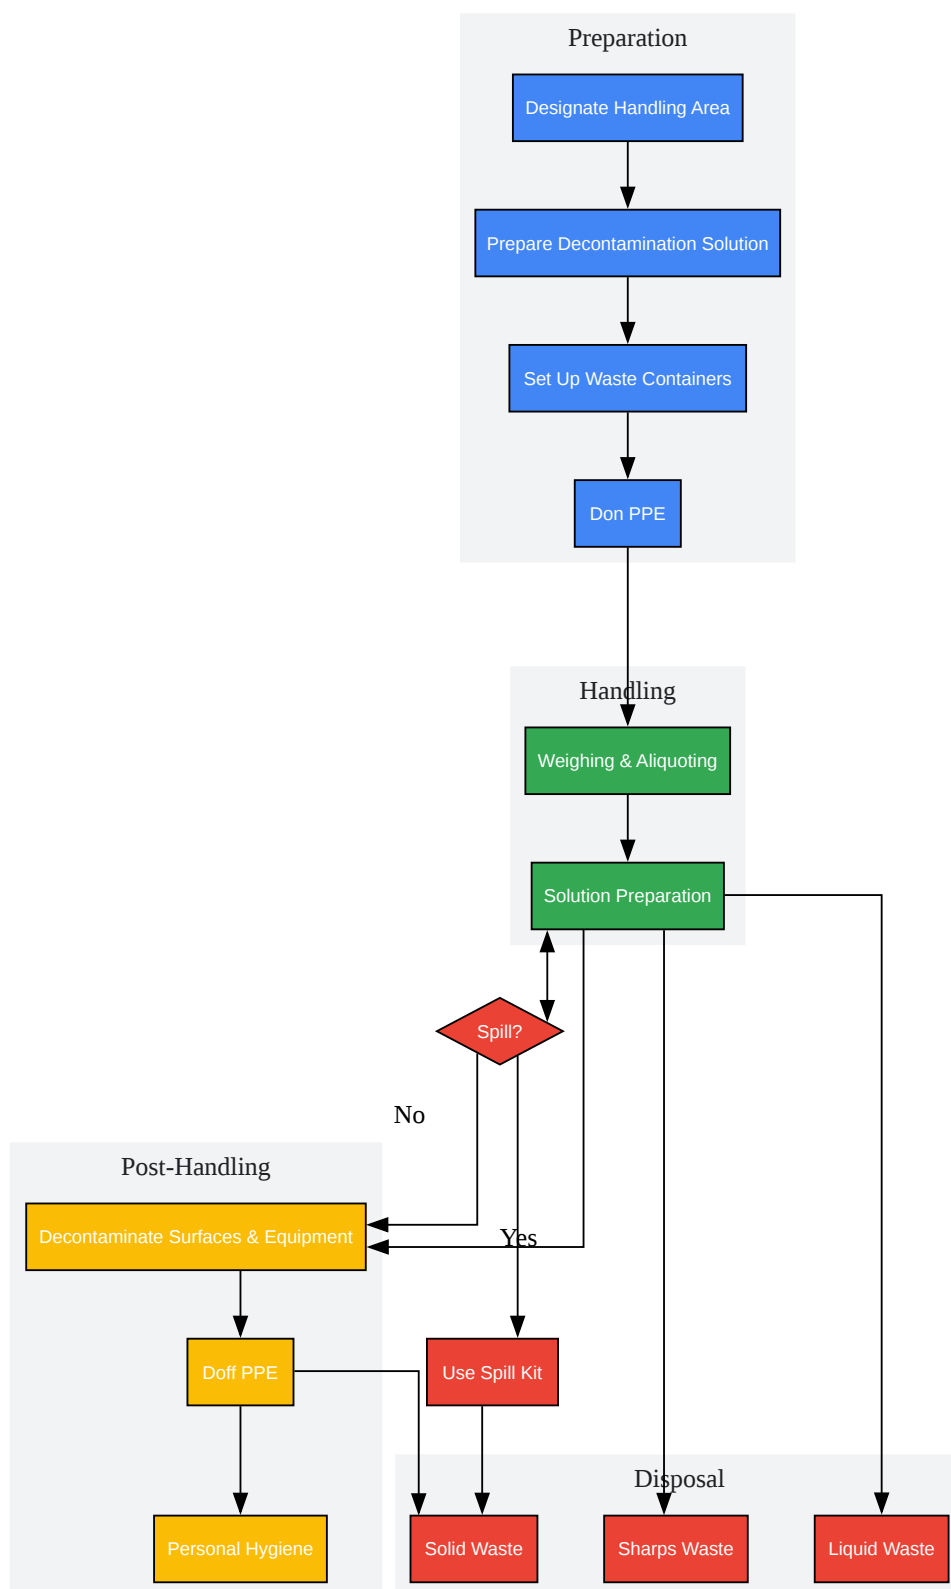 Preparation
Designate Handling Area
Prepare Decontamination Solution
Set Up Waste Containers
Don PPE
Handling
Weighing & Aliquoting
Solution Preparation
Spill?
No
Post-Handling
Decontaminate Surfaces & Equipment
Yes
Doff PPE
Use Spill Kit
Disposal
Personal Hygiene
Solid Waste
Sharps Waste
Liquid Waste